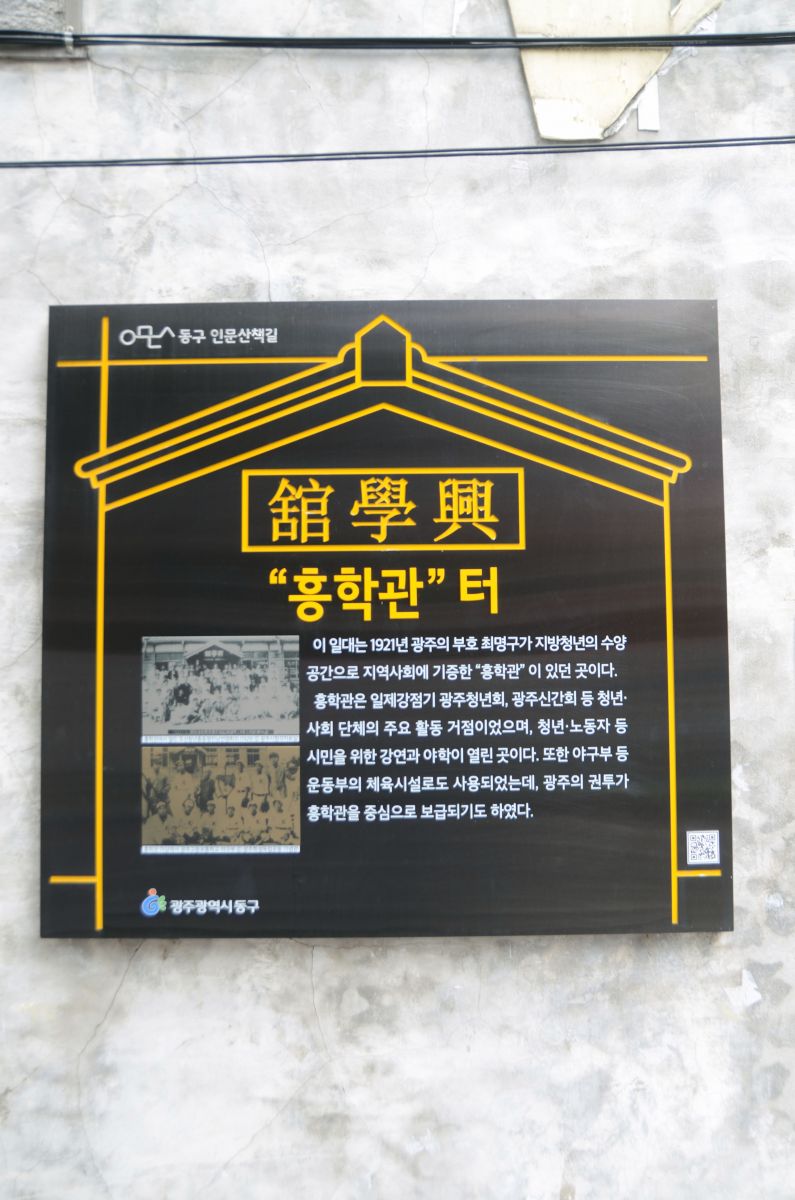 동구 인문산책길
舘學興
“흥학관” 터
이 일대는 1921년 광주의 부호 최명구가 지방청년의 수양
공간으로 지역사회에 기증한 “흥학관” 이 있던 곳이다.
흥학관은 일제강점기 광주청년회, 광주신간회 등 청년·
사회 단체의 주요 활동 거점이었으며, 청년·노동자 등
시민을 위한 강연과 야학이 열린 곳이다. 또한 야구부 등
운동부의 체육시설로도 사용되었는데, 광주의 권투가
흥학관을 중심으로 보급되기도 하였다.
광주광역시 동구